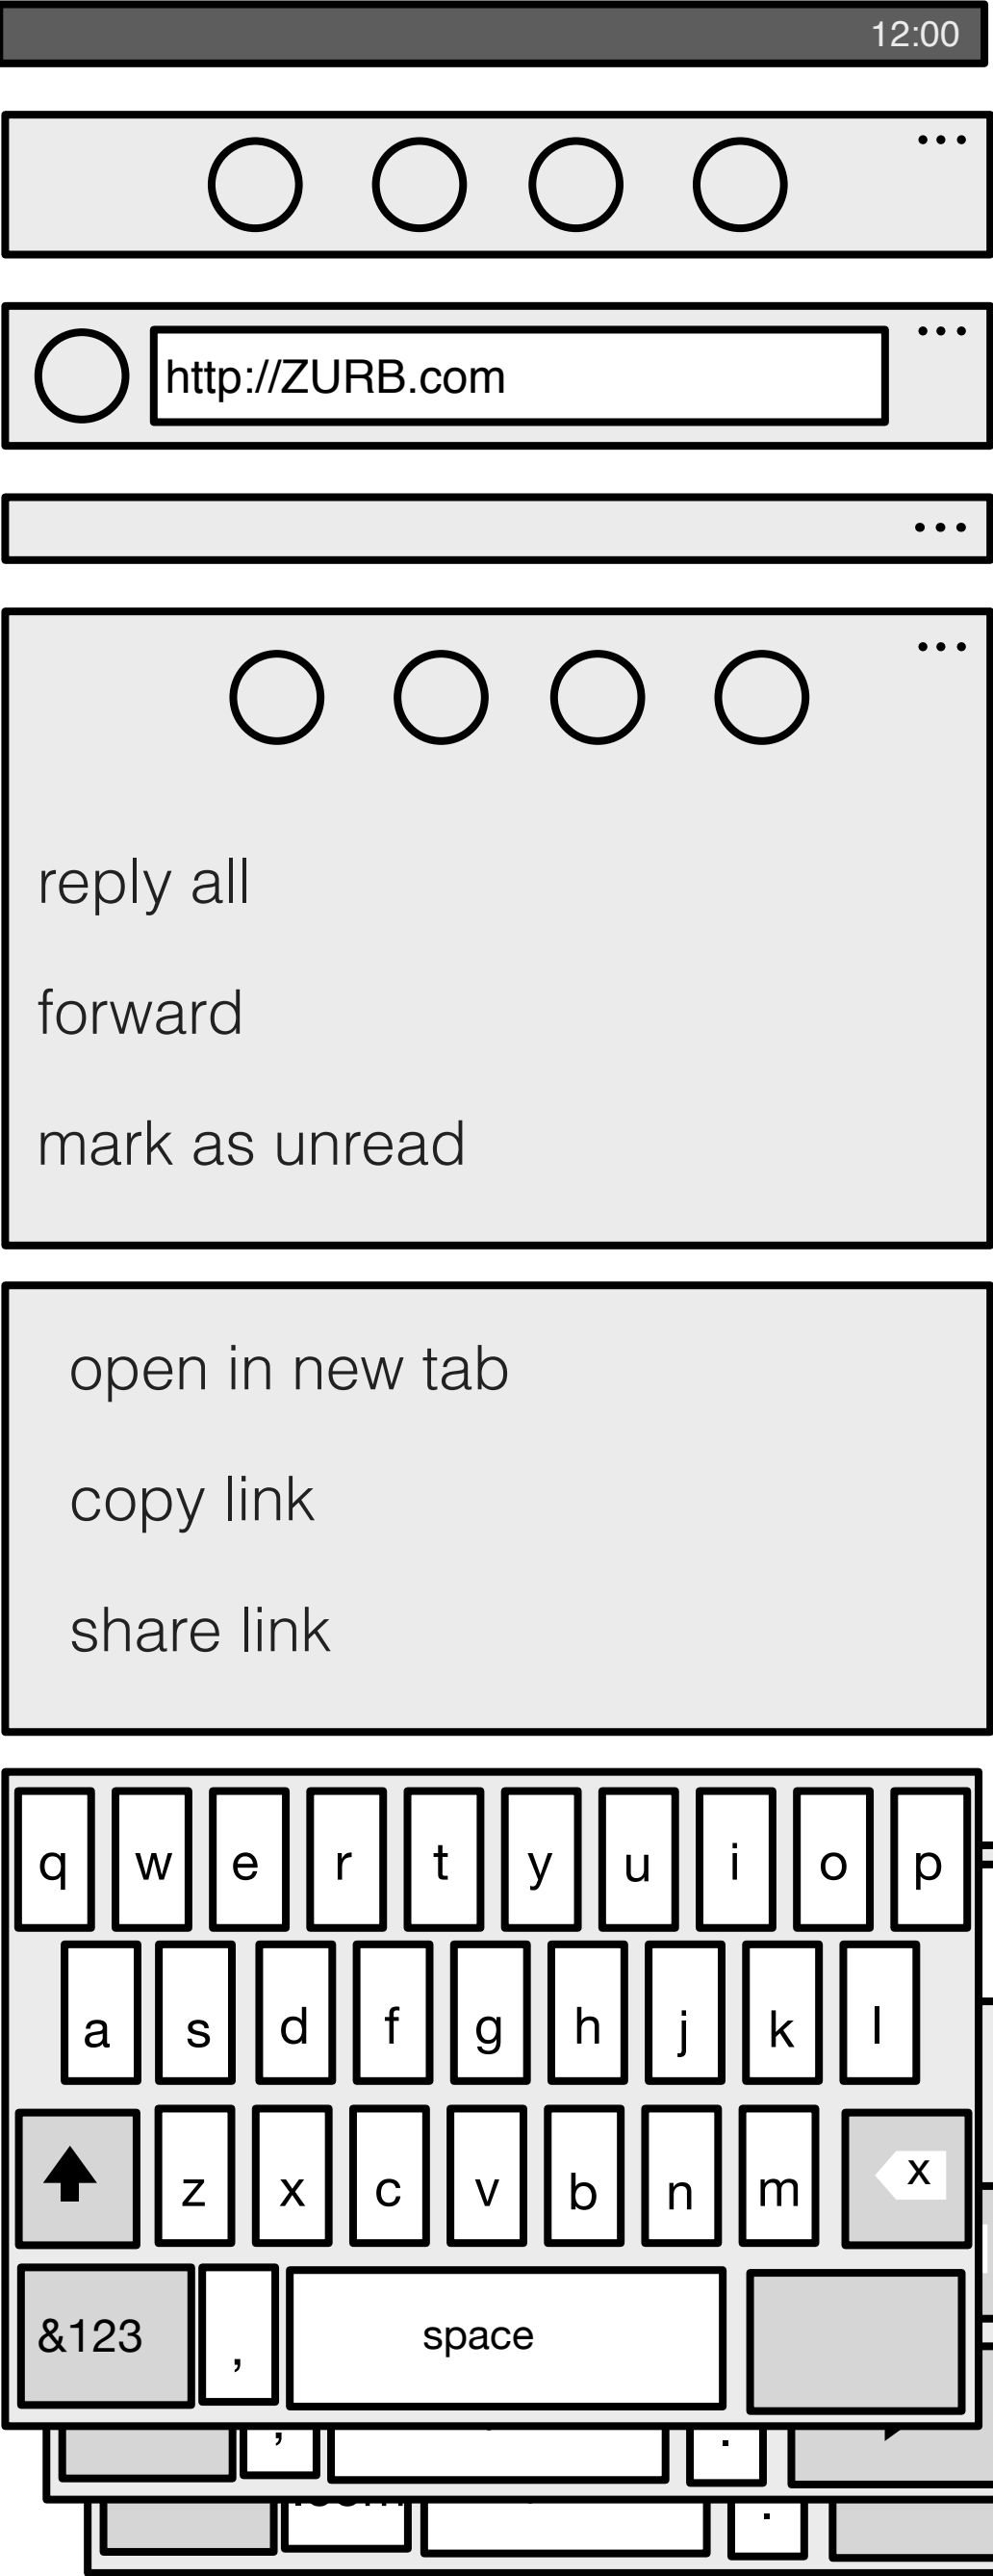 12:00
http://ZURB.com
reply all
forward
mark as unread
open in new tab
copy link
share link
q w e r t y u i o p
a s d f g h j k l
z x c v b n m x
&123 , space
, .
.